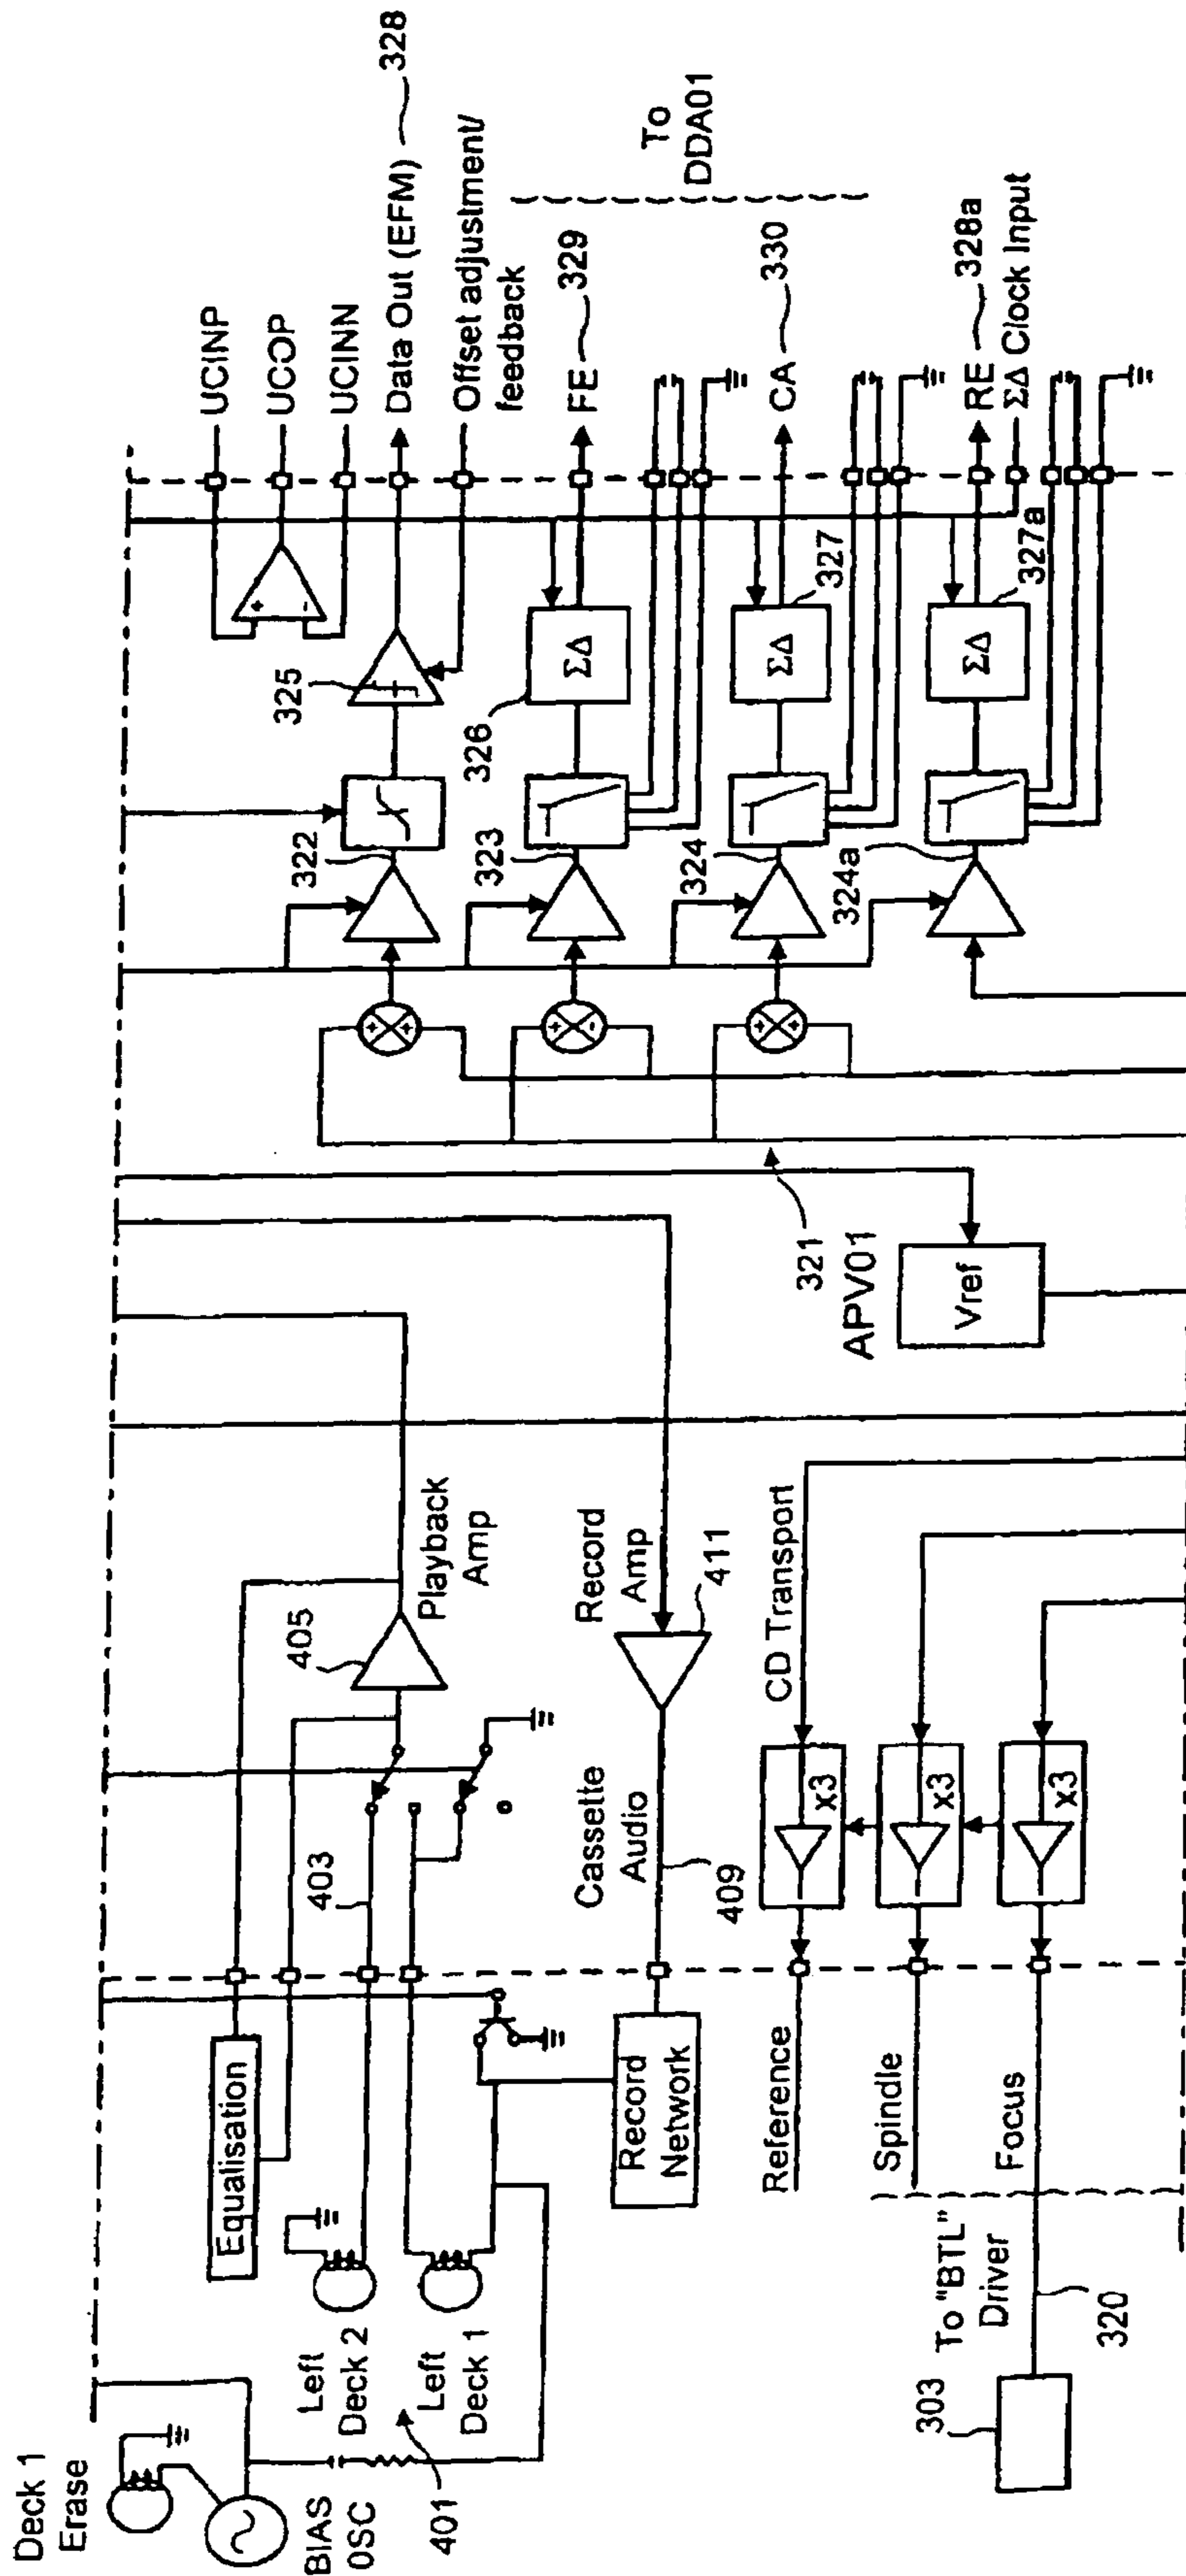 Deck 1
Erase
BIAS
0SC
401
Left
Deck 2
Left
Deck 1
Equalisation
403
405
Playback
Amp
Record
Network
Cassette
Audio
409
Record
Amp
411
303
To "BTL"
Driver
320
Reference
Spindle
Focus
CD Transport
x3
x3
x3
APV01
Vref
321
+
+
+
-
+
+
322
323
324
324a
325
326
ΣΔ
ΣΔ
327
ΣΔ
327a
+
-
UCINP
UCOP
UCINN
Data Out (EFM)
328
Offset adjustment/
feedback
FE
329
To
DDA01
CA
330
RE
328a
ΣΔ Clock Input